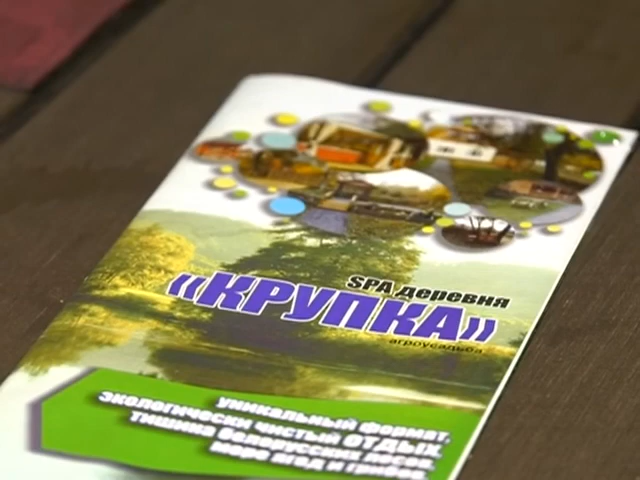 SPA деревня
«КРУПКА»
агроусадьба
уникальный формат,
экологически чистый ОТДЫХ,
тишина белорусских лесов,
море ягод и грибов.